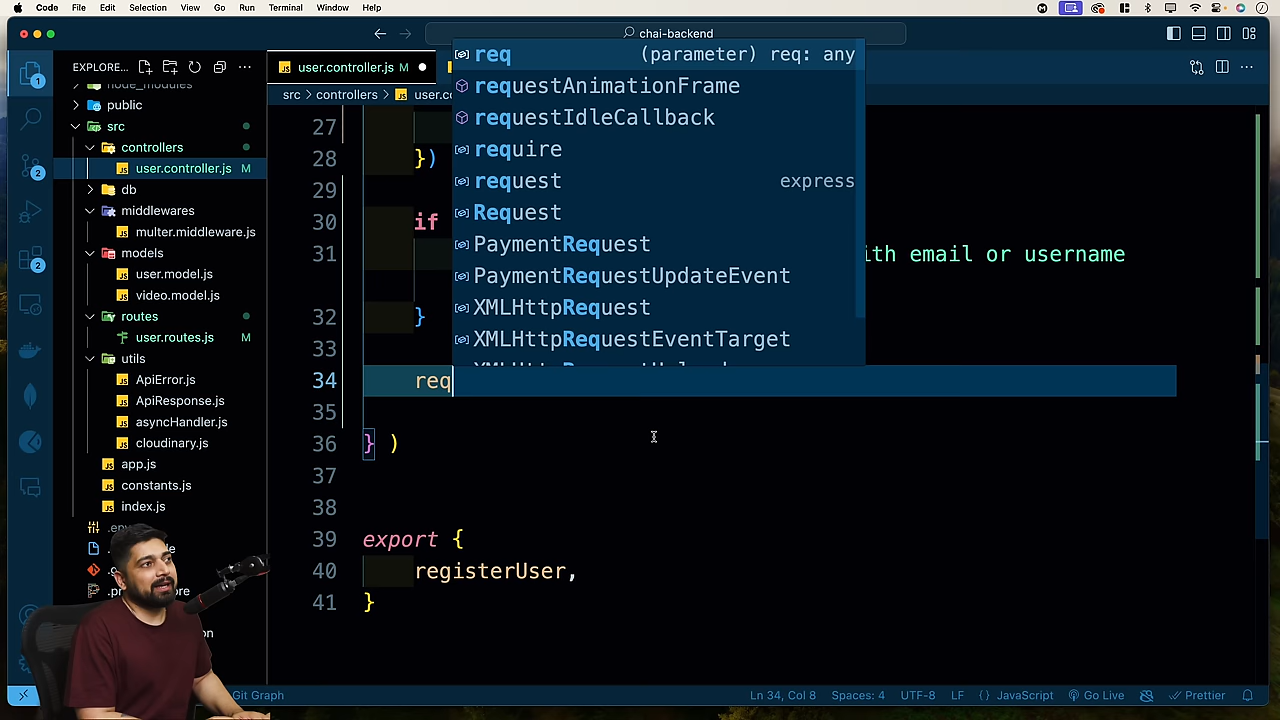 Code File Edit Selection View Go Run Terminal Window Help
chai-backend
EXPLORE...
user.controller.js M
src > controllers > user.co
node_modules
public
src
controllers
user.controller.js M
db
middlewares
multer.middleware.js
models
user.model.js
video.model.js
routes
user.routes.js M
utils
ApiError.js
ApiResponse.js
asyncHandler.js
cloudinary.js
app.js
constants.js
index.js
1
2
2
req (parameter) req: any
requestAnimationFrame
requestIdleCallback
require
request express
Request
PaymentRequest
PaymentRequestUpdateEvent
XMLHttpRequest
XMLHttpRequestEventTarget
27
28 })
29
30 if
31 ith email or username
32 }
33
34 req
35
36 } )
37
38
39 export {
40 registerUser,
41 }
Git Graph
Ln 34, Col 8 Spaces: 4 UTF-8 LF {} JavaScript Go Live Prettier